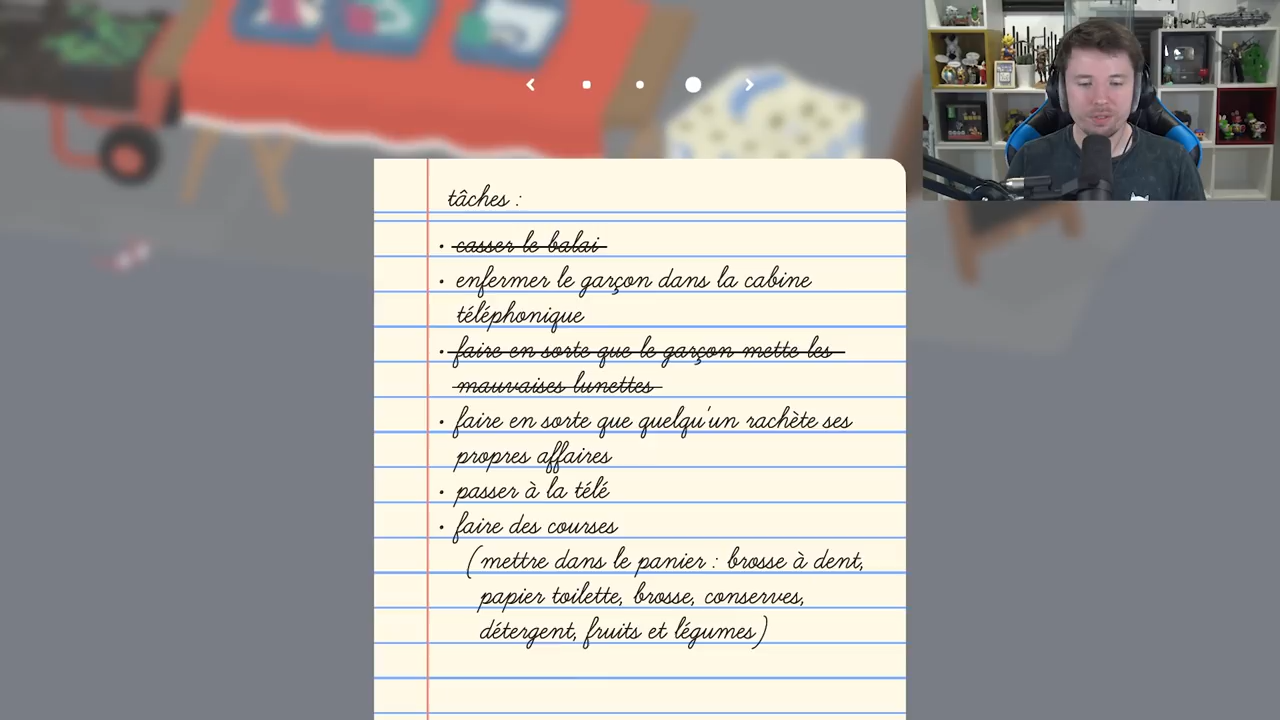 tâches :
• casser le balai
• enfermer le garçon dans la cabine
téléphonique
• faire en sorte que le garçon mette les
mauvaises lunettes
• faire en sorte que quelqu'un rachète ses
propres affaires
• passer à la télé
• faire des courses
(mettre dans le panier : brosse à dent,
papier toilette, brosse, conserves,
détergent, fruits et légumes)